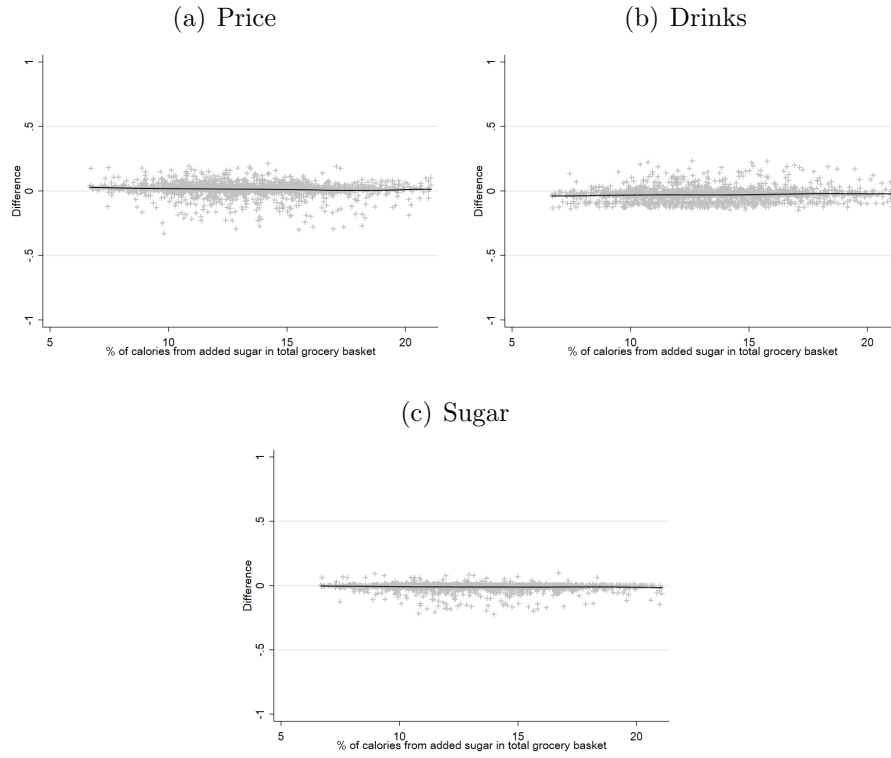 (a) Price
1
.5
0
-.5
-1
Difference
5 10 15 20
% of calories from added sugar in total grocery basket
(b) Drinks
1
.5
0
-.5
-1
Difference
5 10 15 20
% of calories from added sugar in total grocery basket
(c) Sugar
1
.5
0
-.5
-1
Difference
5 10 15 20
% of calories from added sugar in total grocery basket